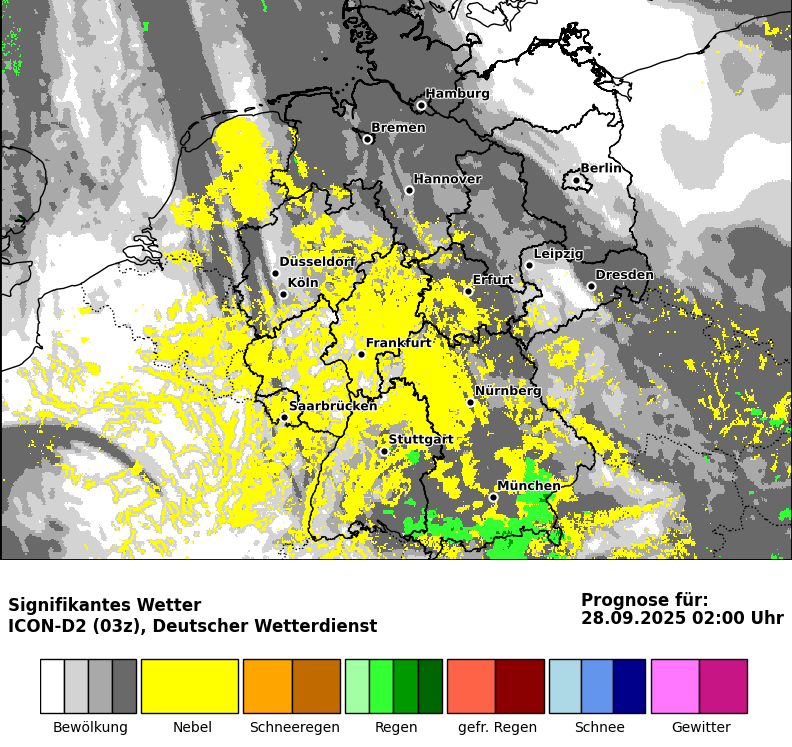 Hamburg
Bremen
Berlin
Hannover
Leipzig
Düsseldorf
Dresden
Erfurt
Köln
Frankfurt
Nürnberg
Saarbrücken
Stuttgart
München
Signifikantes Wetter
ICON-D2 (03z), Deutscher Wetterdienst
Prognose für:
28.09.2025 02:00 Uhr
Bewölkung Nebel Schneeregen Regen gefr. Regen Schnee Gewitter